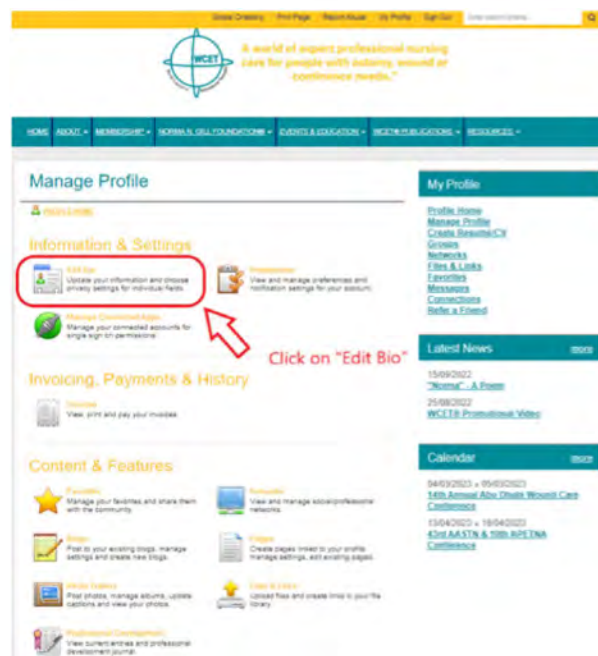 Global Directory Print Page Report Abuse My Profile Sign Out
WCET
A world of expert professional nursing
care for people with ostomy, wound or
continence needs."
HOME ABOUT MEMBERSHIP NORMA N. GILL FOUNDATION® EVENTS & EDUCATION WCET® PUBLICATIONS RESOURCES
Manage Profile
Information & Settings
Edit Bio
Update your information and choose
privacy settings for individual fields.
Preferences
View and manage preferences and
notification settings for your account.
Manage Connected Apps
Manage your connected accounts for
single sign on permissions
Click on "Edit Bio"
Invoicing, Payments & History
Invoices
View, print and pay your invoices.
Content & Features
Favorites
Manage your favorites and share them
with the community.
Networks
View and manage social/professional
networks.
Blogs
Post to your existing blogs, manage
settings and create new blogs.
Pages
Create pages linked to your profile,
manage settings, edit existing pages.
Photo Gallery
Post photos, manage albums, update
captions and view your photos.
Files & Links
Upload files and create links to your file
library.
Professional Development
View current entries and professional
development journal.
My Profile
Profile Home
Manage Profile
Create Resume/CV
Groups
Networks
Files & Links
Favorites
Messages
Connections
Refer a Friend
Latest News more
15/09/2022
"Norma" - A Poem
25/08/2022
WCET® Promotional Video
Calendar more
04/03/2023 » 05/03/2023
14th Annual Abu Dhabi Wound Care
Conference
13/04/2023 » 16/04/2023
43rd AASTN & 10th APETNA
Conference